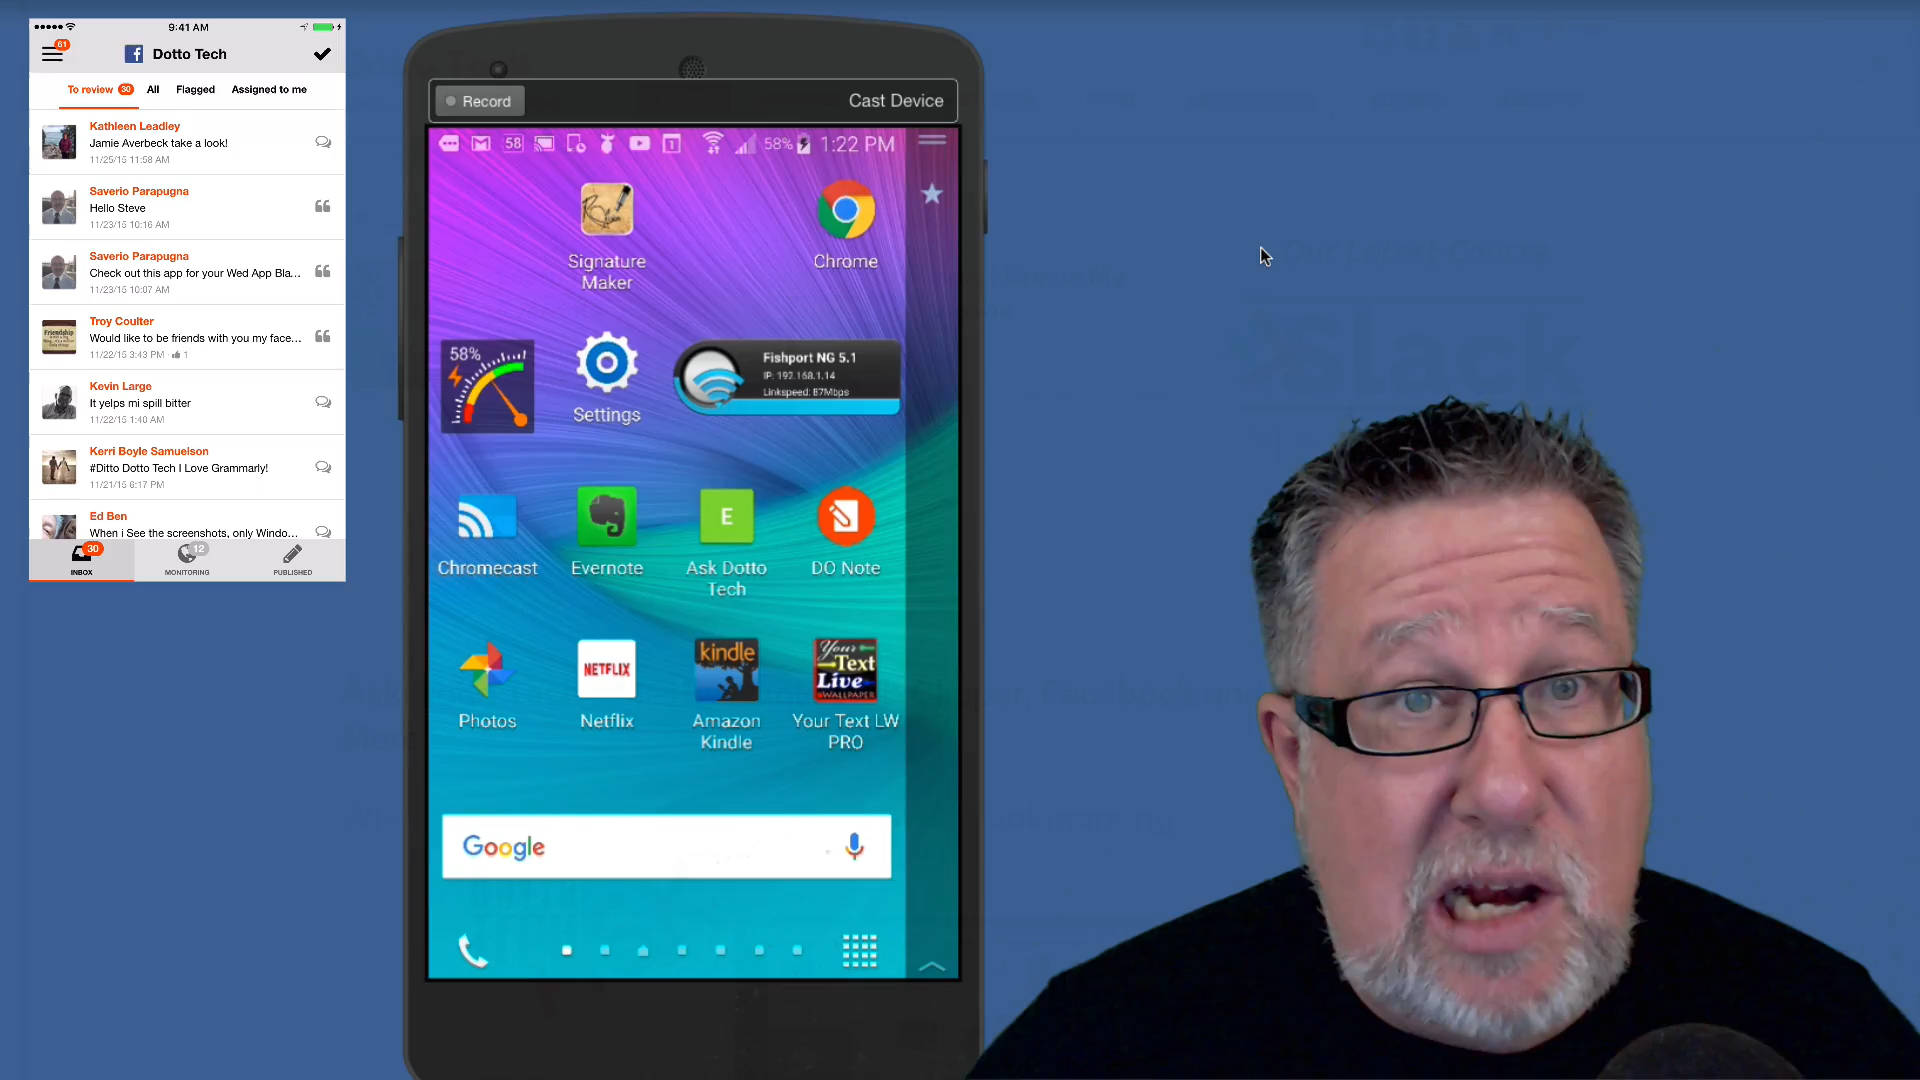 9:41 AM
61
Dotto Tech
To review 30 All Flagged Assigned to me
Kathleen Leadley
Jamie Averbeck take a look!
11/25/15 11:58 AM
Saverio Parapugna
Hello Steve
11/23/15 10:16 AM
Saverio Parapugna
Check out this app for your Wed App Bla...
11/23/15 10:07 AM
Troy Coulter
Would like to be friends with you my face...
11/22/15 3:43 PM · 1
Kevin Large
It yelps mi spill bitter
11/22/15 1:40 AM
Kerri Boyle Samuelson
#Ditto Dotto Tech I Love Grammarly!
11/21/15 6:17 PM
Ed Ben
When i See the screenshots, only Windo...
30 12
INBOX MONITORING PUBLISHED
Record Cast Device
58 1 58% 1:22 PM
Signature
Maker
Chrome
58%
Settings
Fishport NG 5.1
IP: 192.168.1.14
Linkspeed: 87Mbps
Chromecast
Evernote
E
Ask Dotto
Tech
DO Note
Photos
NETFLIX
Netflix
kindle
Amazon
Kindle
Your
Text
Live
WALLPAPER
Your Text LW
PRO
Google